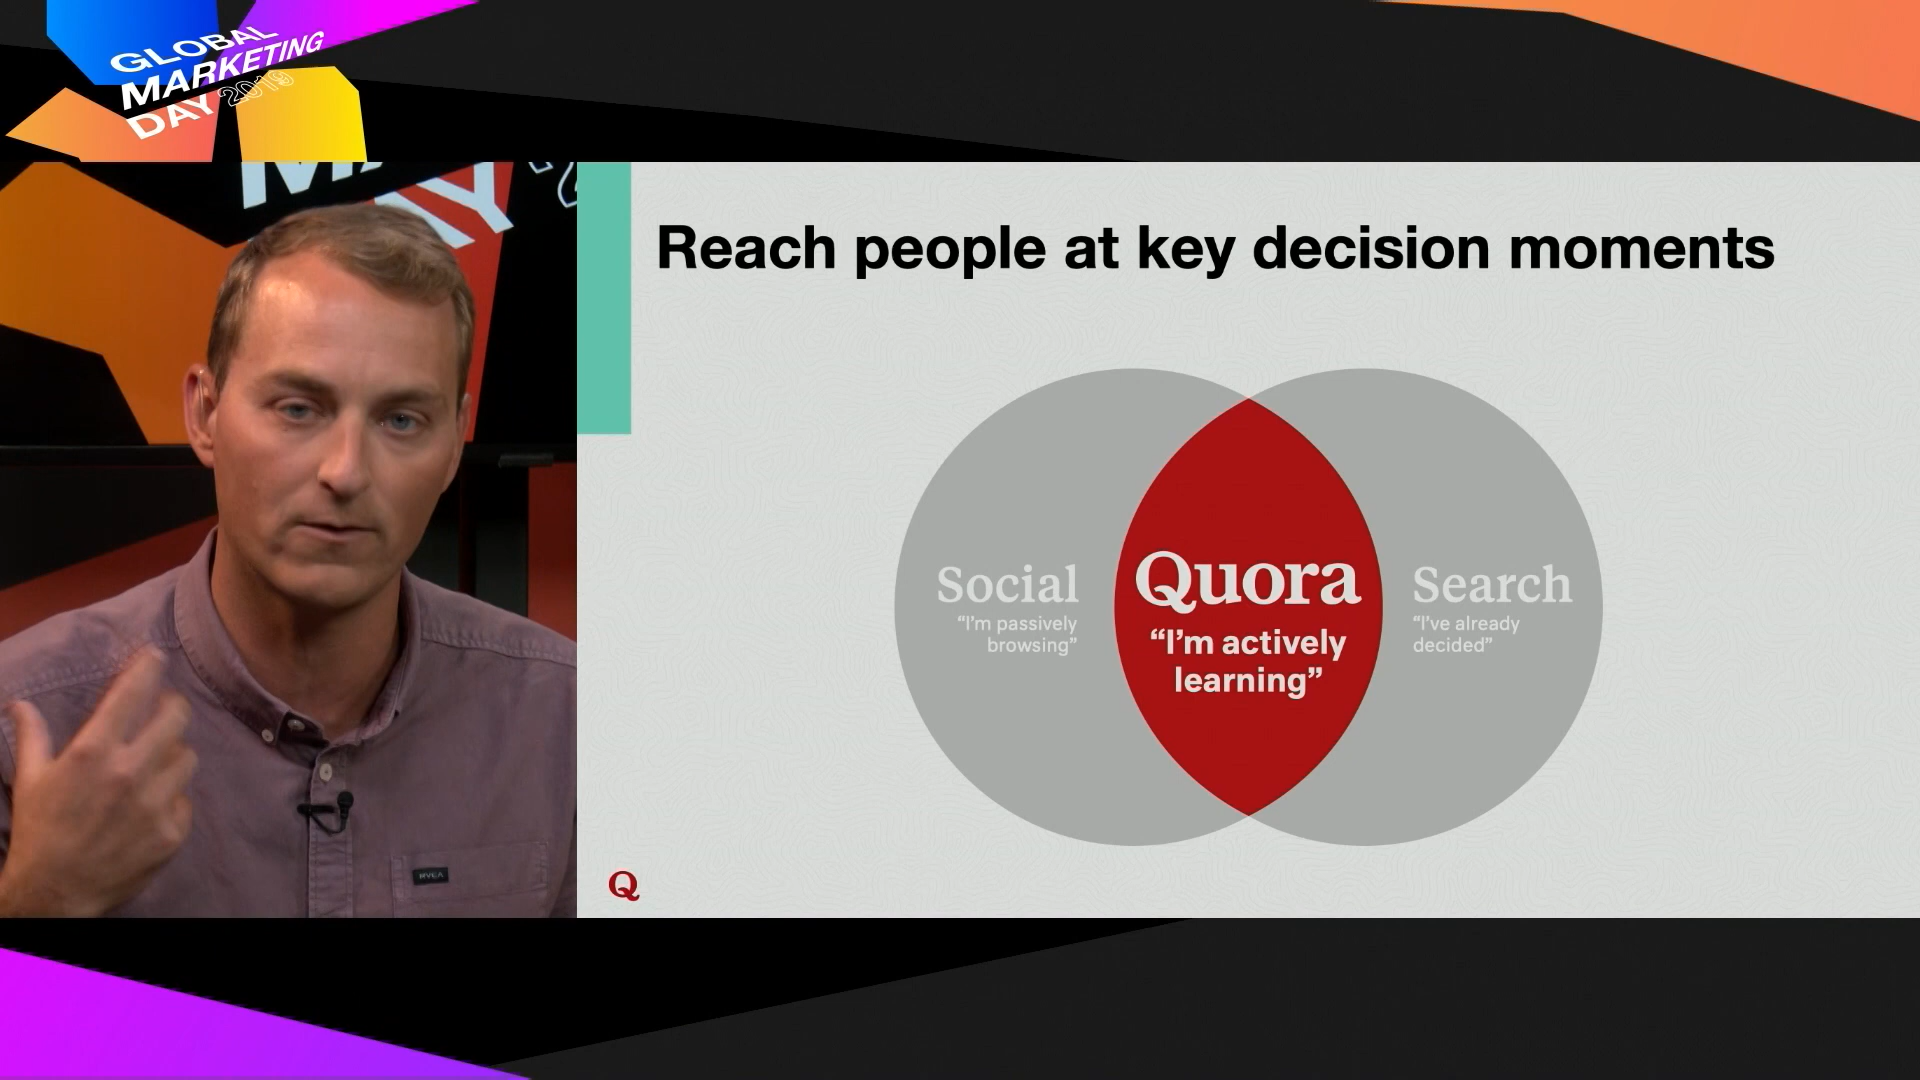 GLOBAL
MARKETING
DAY 2019
Reach people at key decision moments
Social
“I’m passively
browsing”
Quora
“I’m actively
learning”
Search
“I’ve already
decided”
RVCA
Q